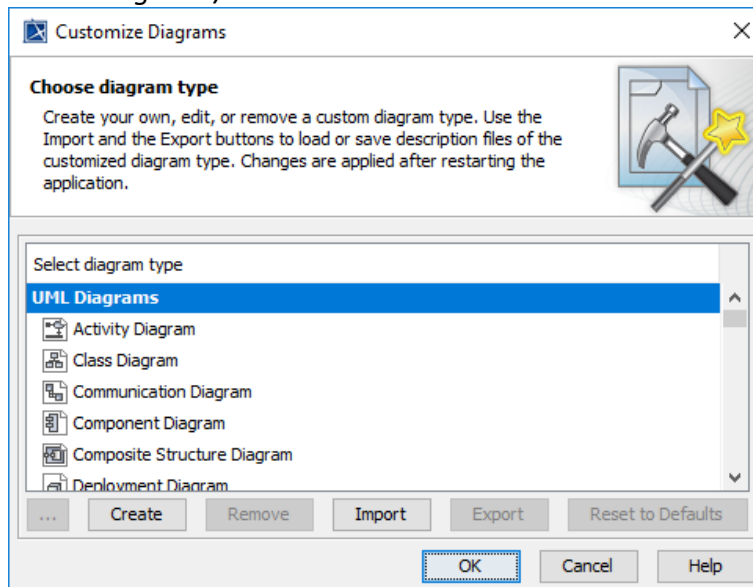 Customize Diagrams
Choose diagram type
Create your own, edit, or remove a custom diagram type. Use the
Import and the Export buttons to load or save description files of the
customized diagram type. Changes are applied after restarting the
application.
Select diagram type
UML Diagrams
Activity Diagram
Class Diagram
Communication Diagram
Component Diagram
Composite Structure Diagram
Deployment Diagram
... Create Remove Import Export Reset to Defaults
OK Cancel Help